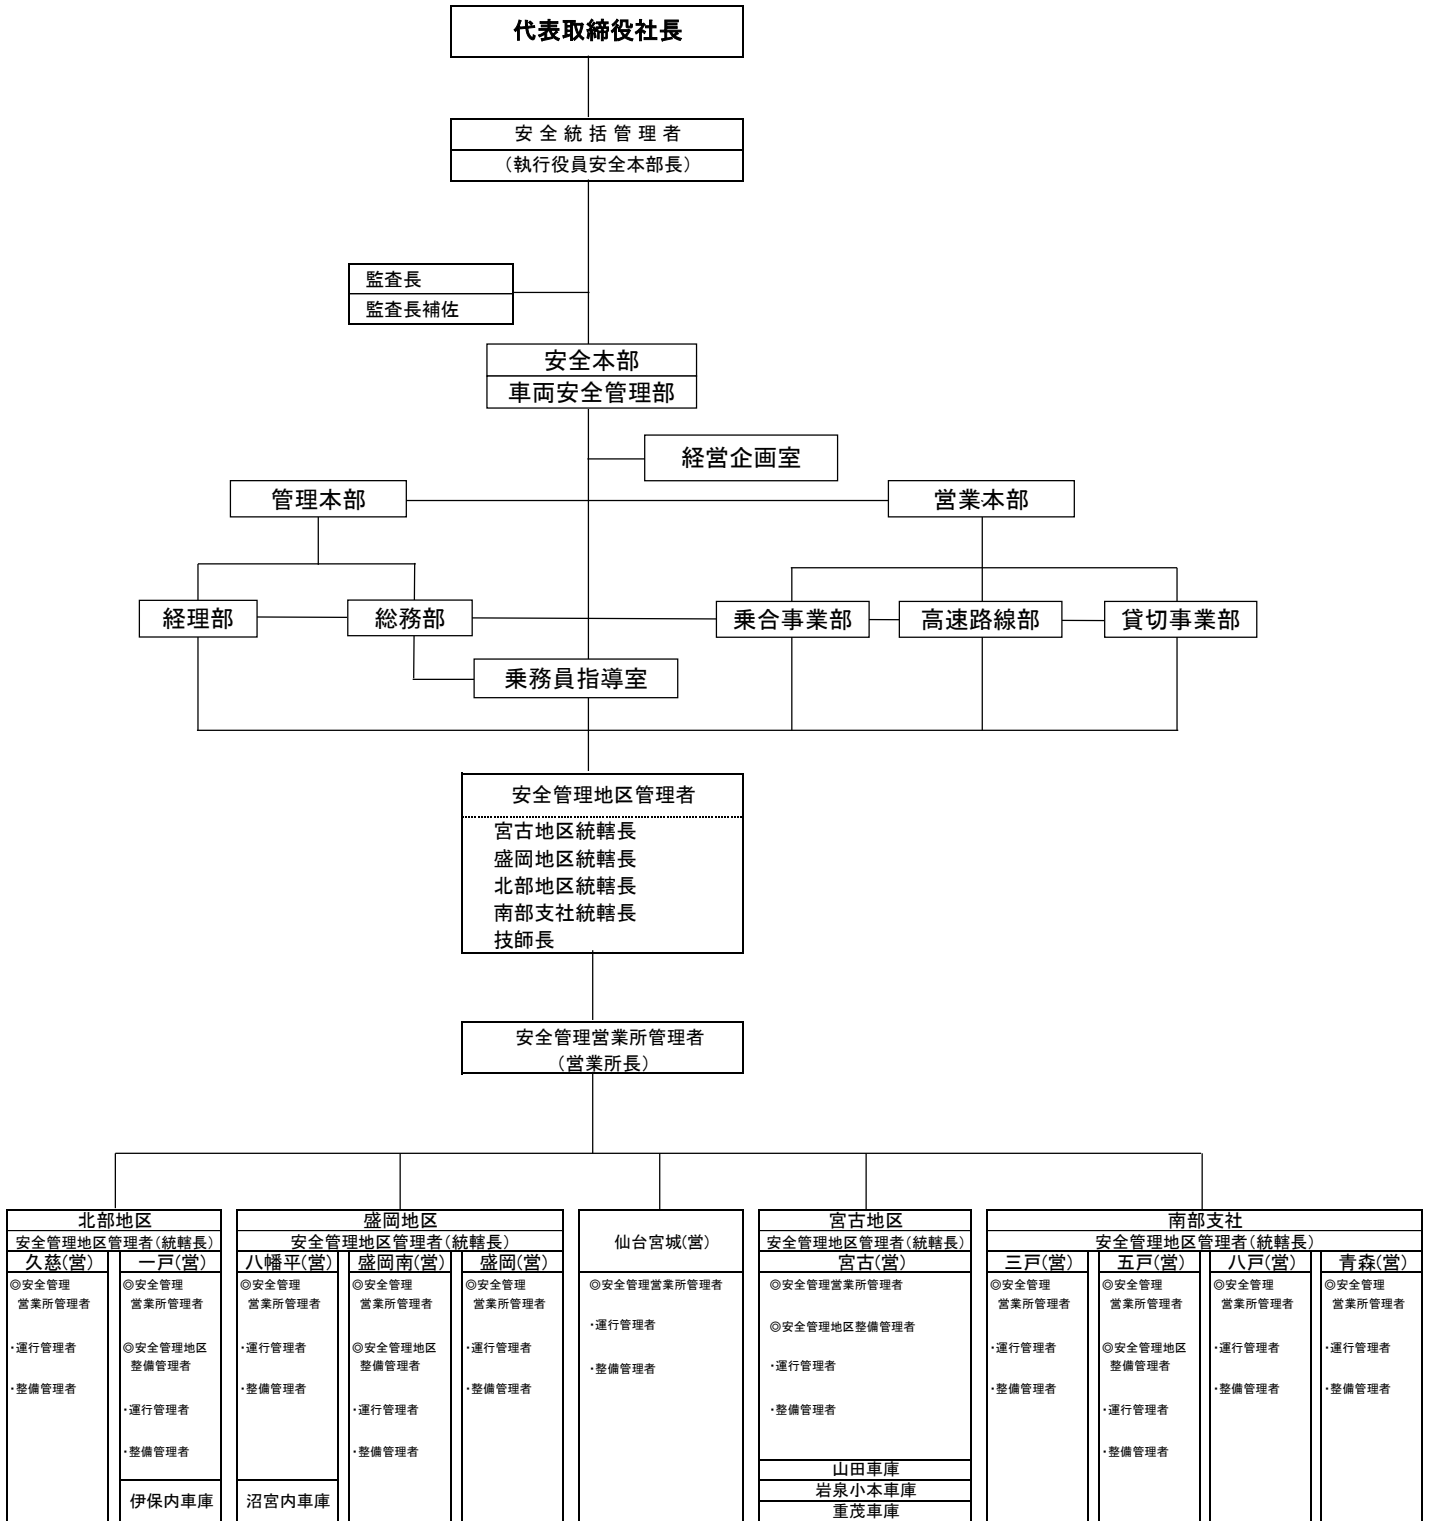 代表取締役社長
安全統括管理者
（執行役員安全本部長）
監査長
監査長補佐
安全本部
車両安全管理部
経営企画室
管理本部
営業本部
経理部
総務部
乗合事業部
高速路線部
貸切事業部
乗務員指導室
安全管理地区管理者
宮古地区統轄長
盛岡地区統轄長
北部地区統轄長
南部支社統轄長
技師長
安全管理営業所管理者
（営業所長）
北部地区
安全管理地区管理者（統轄長）
久慈(営)
◎安全管理
営業所管理者
・運行管理者
・整備管理者
一戸(営)
◎安全管理
営業所管理者
◎安全管理地区
整備管理者
・運行管理者
・整備管理者
伊保内車庫
盛岡地区
安全管理地区管理者（統轄長）
八幡平(営)
◎安全管理
営業所管理者
・運行管理者
・整備管理者
沼宮内車庫
盛岡南(営)
◎安全管理
営業所管理者
◎安全管理地区
整備管理者
・運行管理者
・整備管理者
盛岡(営)
◎安全管理
営業所管理者
・運行管理者
・整備管理者
仙台宮城(営)
◎安全管理営業所管理者
・運行管理者
・整備管理者
宮古地区
安全管理地区管理者（統轄長）
宮古(営)
◎安全管理営業所管理者
◎安全管理地区整備管理者
・運行管理者
・整備管理者
山田車庫
岩泉小本車庫
重茂車庫
南部支社
安全管理地区管理者（統轄長）
三戸(営)
◎安全管理
営業所管理者
・運行管理者
・整備管理者
五戸(営)
◎安全管理
営業所管理者
◎安全管理地区
整備管理者
・運行管理者
・整備管理者
八戸(営)
◎安全管理
営業所管理者
・運行管理者
・整備管理者
青森(営)
◎安全管理
営業所管理者
・運行管理者
・整備管理者